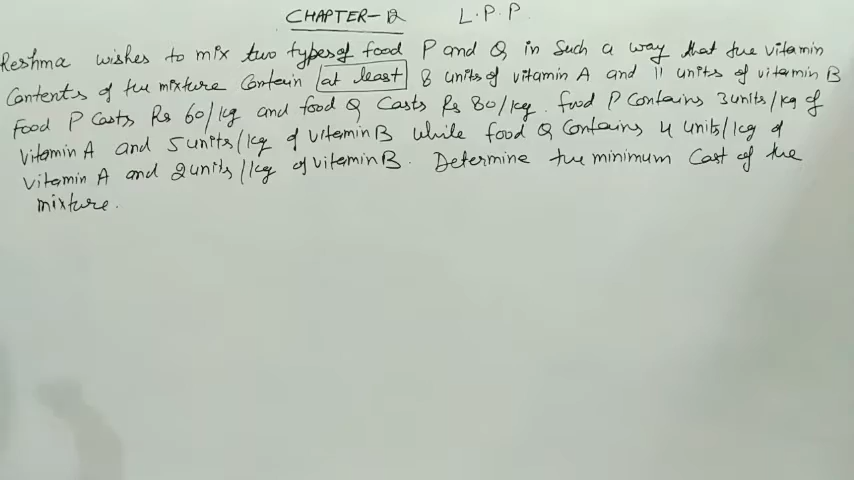 CHAPTER-12 L.P.P.
Reshma wishes to mix two types of food P and Q in such a way that the vitamin
Contents of the mixture Contain at least 8 units of vitamin A and 11 units of vitamin B
Food P Costs Rs 60/kg and food Q Costs Rs 80/kg. Food P Contains 3 units/kg of
vitamin A and 5 units/kg of vitamin B while food Q Contains 4 units/kg of
vitamin A and 2 units/kg of vitamin B. Determine the minimum Cost of the
mixture.